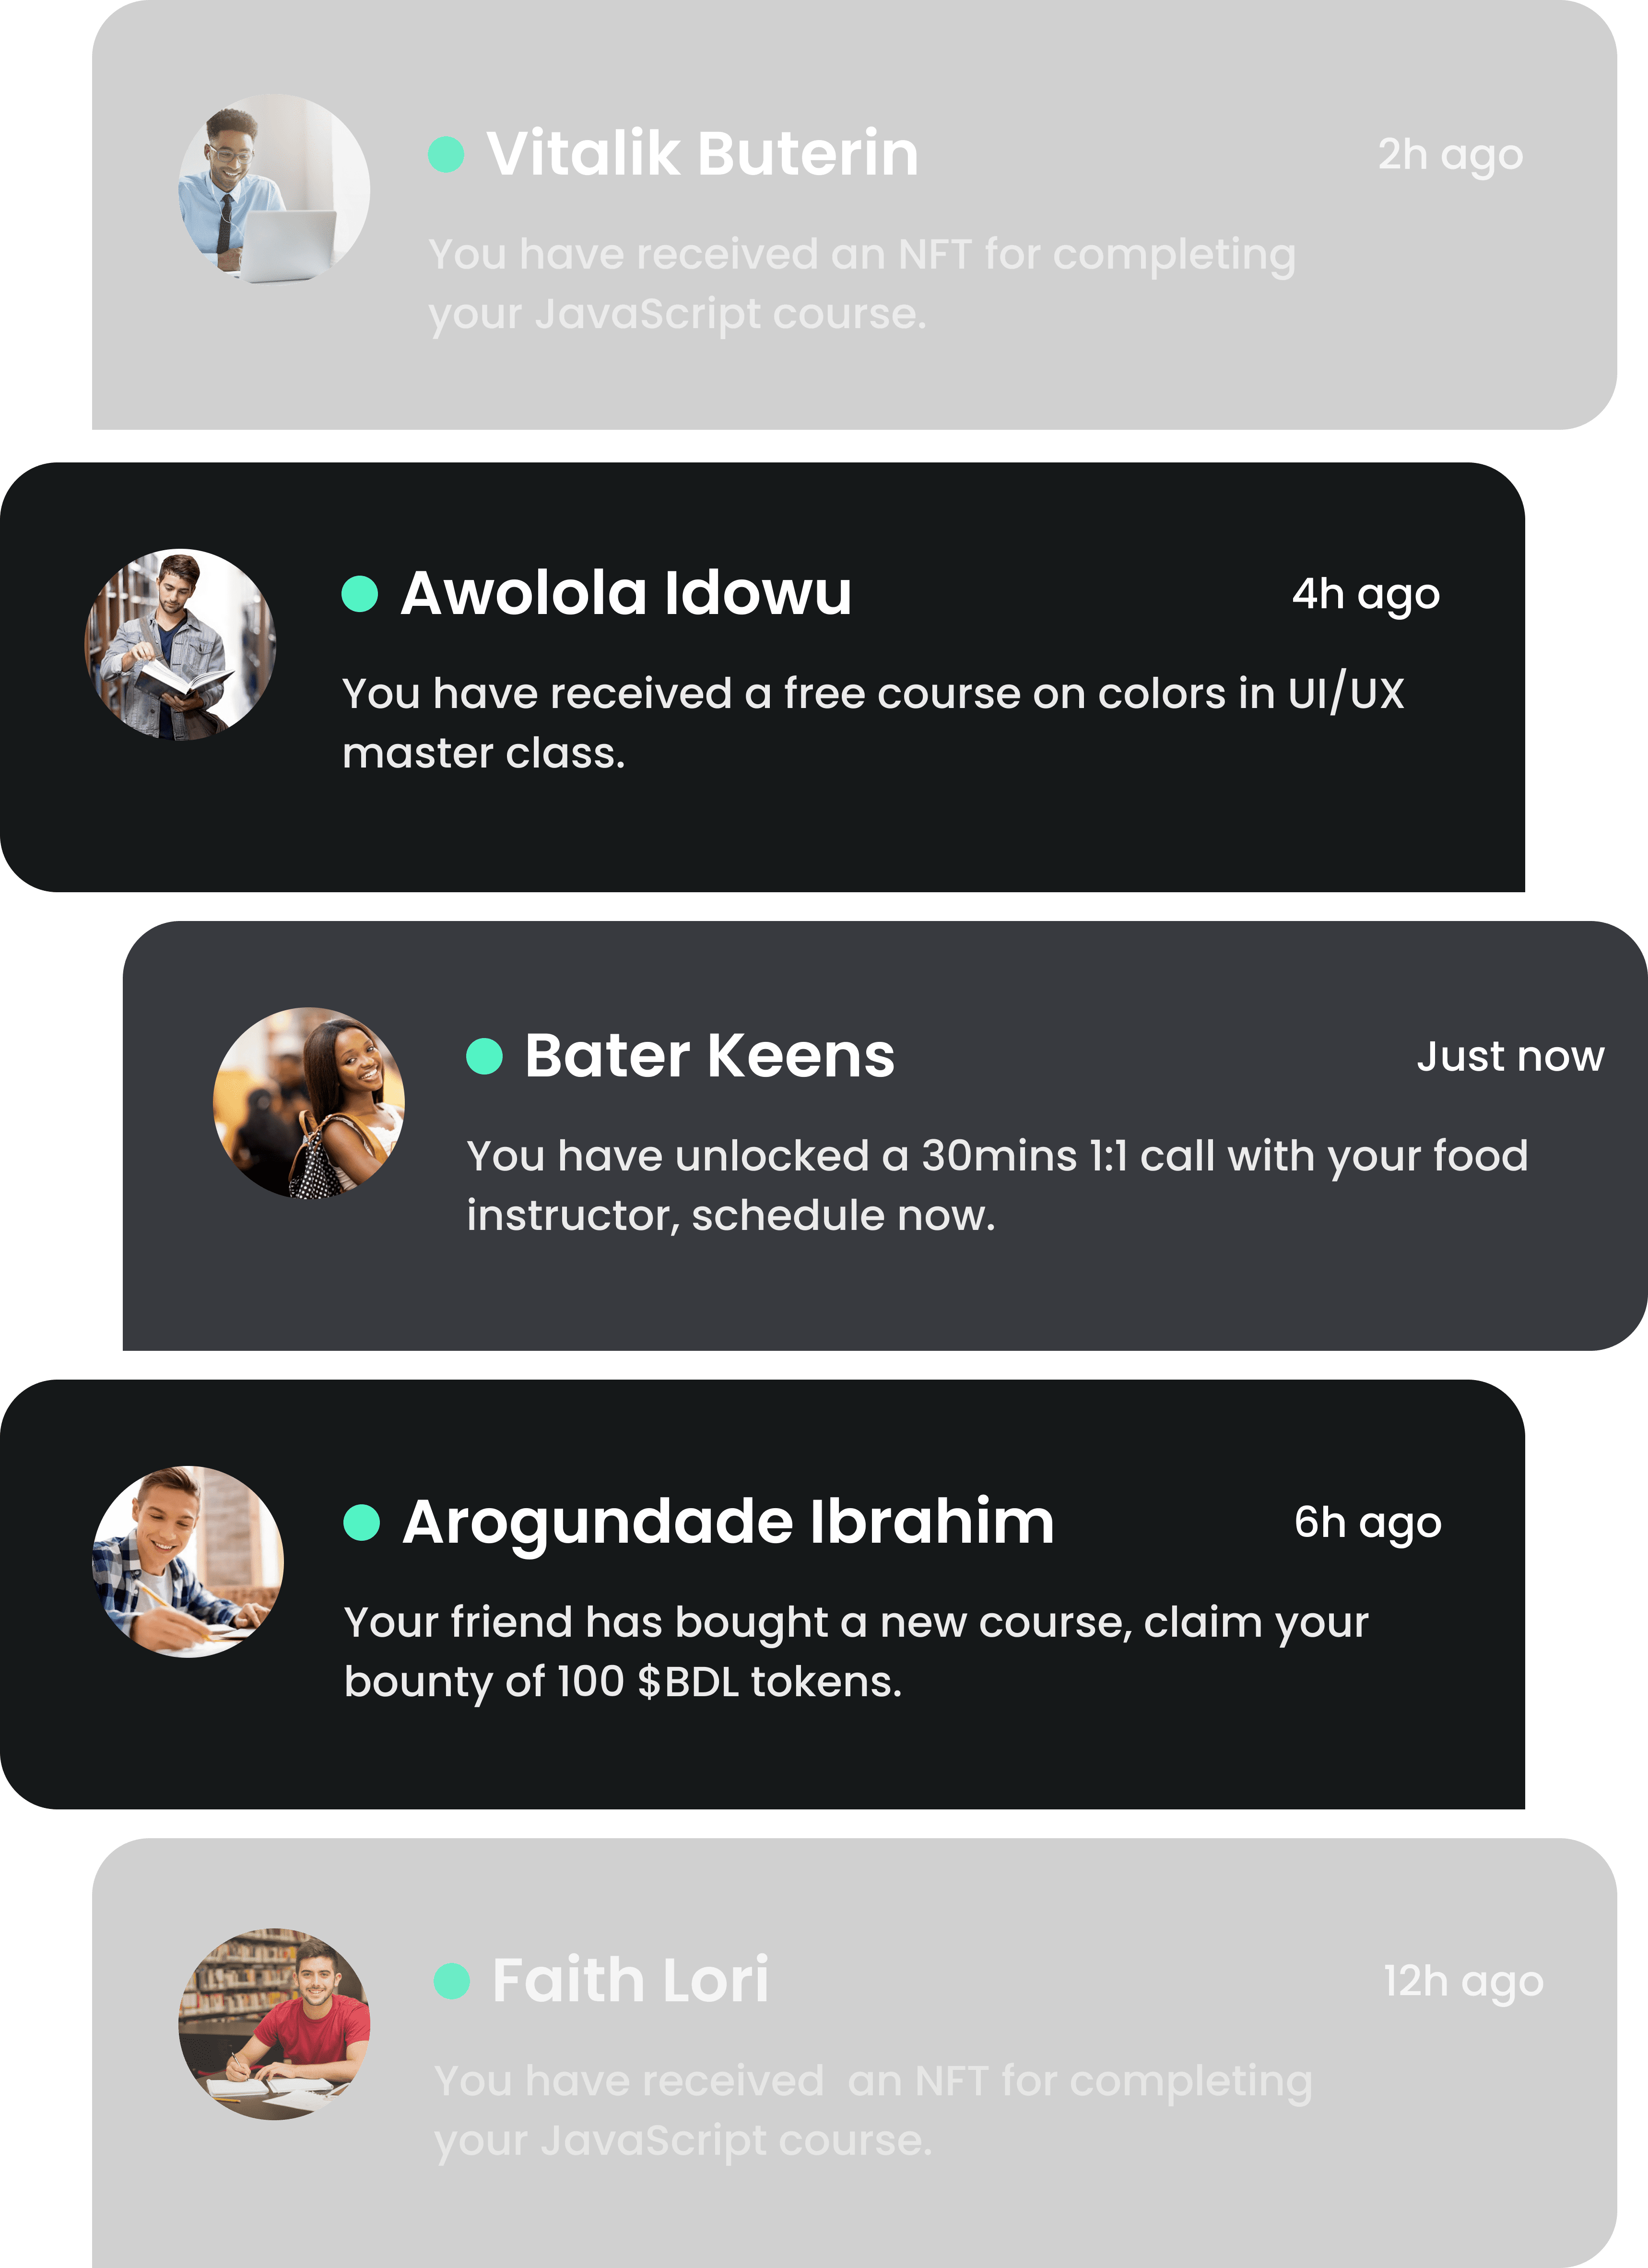 Vitalik Buterin
2h ago
You have received an NFT for completing
your JavaScript course.
Awolola Idowu
4h ago
You have received a free course on colors in UI/UX
master class.
Bater Keens
Just now
You have unlocked a 30mins 1:1 call with your food
instructor, schedule now.
Arogundade Ibrahim
6h ago
Your friend has bought a new course, claim your
bounty of 100 $BDL tokens.
Faith Lori
12h ago
You have received  an NFT for completing
your JavaScript course.